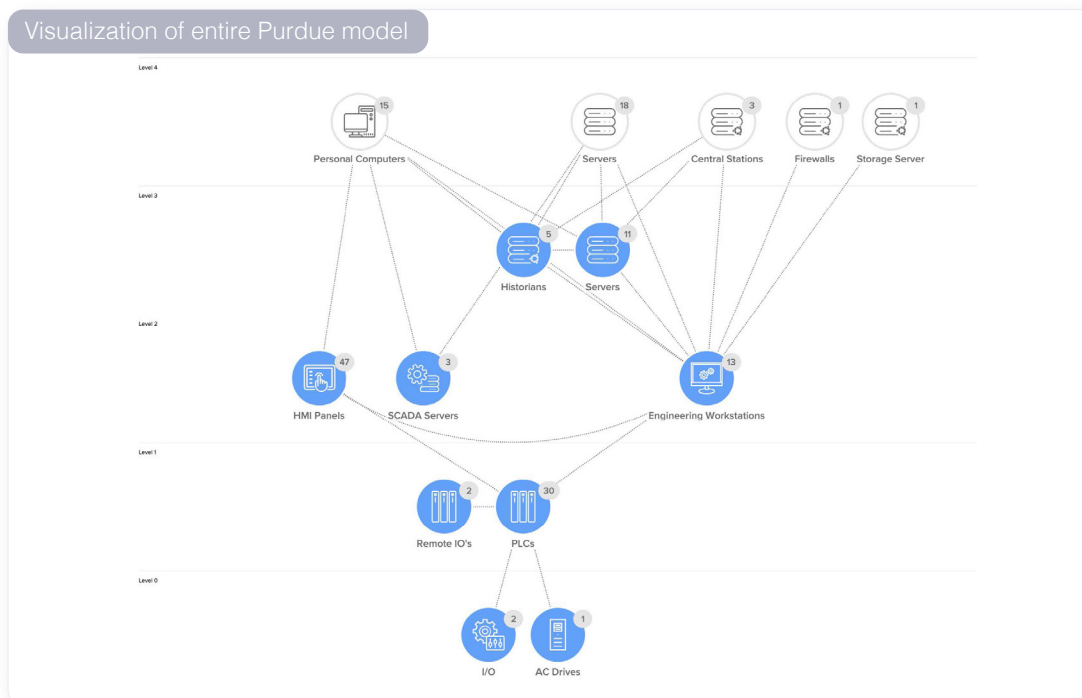 Visualization of entire Purdue model
Level 4
15
18
3
1
1
Personal Computers
Servers
Central Stations
Firewalls
Storage Server
Level 3
5
11
Historians
Servers
Level 2
47
3
13
HMI Panels
SCADA Servers
Engineering Workstations
Level 1
2
30
Remote IO's
PLCs
Level 0
2
1
I/O
AC Drives